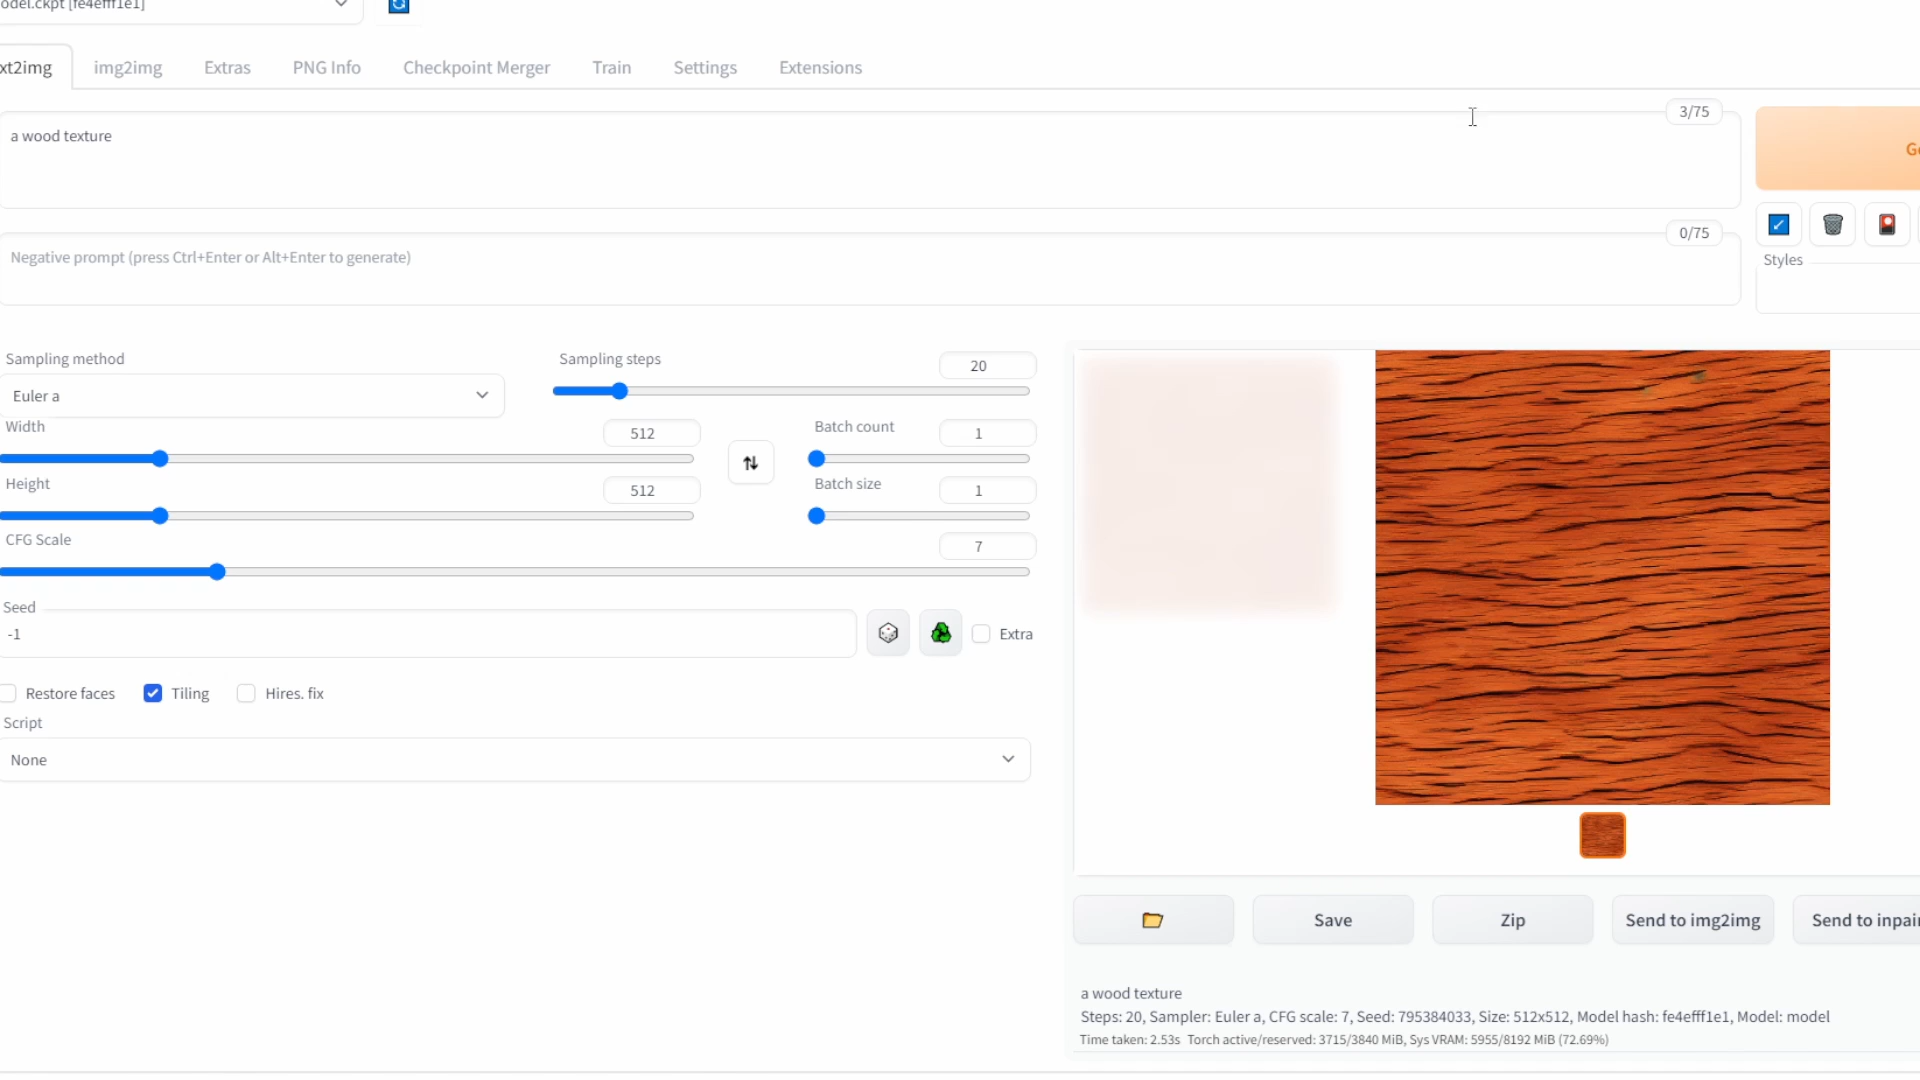 odel.ckpt [fe4efff1e1]
xt2img img2img Extras PNG Info Checkpoint Merger Train Settings Extensions
3/75
a wood texture
Ge
0/75
Negative prompt (press Ctrl+Enter or Alt+Enter to generate)
Styles
Sampling method
Sampling steps
20
Euler a
Width
512
Batch count
1
Height
512
Batch size
1
CFG Scale
7
Seed
-1
Extra
Restore faces Tiling Hires. fix
Script
None
Save Zip Send to img2img Send to inpai
a wood texture
Steps: 20, Sampler: Euler a, CFG scale: 7, Seed: 795384033, Size: 512x512, Model hash: fe4efff1e1, Model: model
Time taken: 2.53s Torch active/reserved: 3715/3840 MiB, Sys VRAM: 5955/8192 MiB (72.69%)